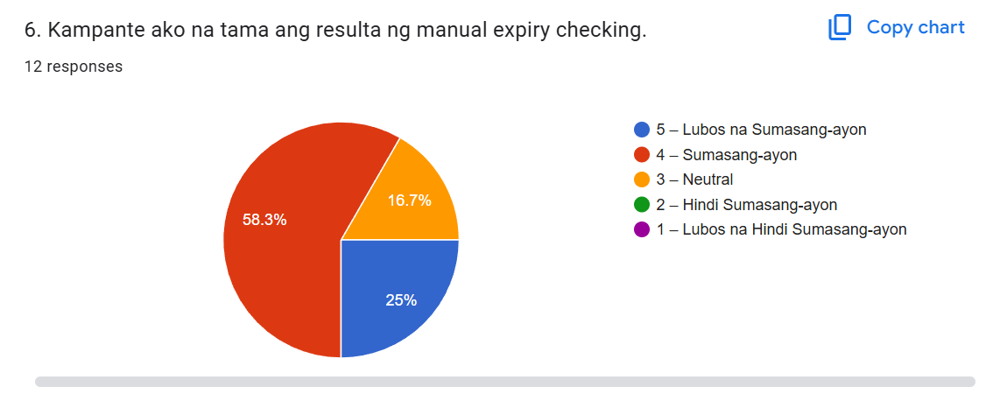 6. Kampante ako na tama ang resulta ng manual expiry checking.
Copy chart
12 responses
5 – Lubos na Sumasang-ayon
4 – Sumasang-ayon
3 – Neutral
2 – Hindi Sumasang-ayon
1 – Lubos na Hindi Sumasang-ayon
16.7%
58.3%
25%